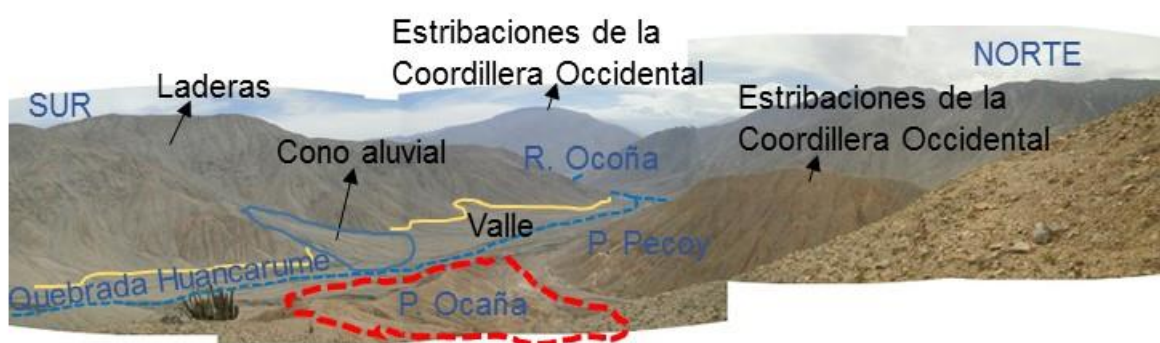 Estribaciones de la
Coordillera Occidental
NORTE
SUR
Laderas
Estribaciones de la
Coordillera Occidental
Cono aluvial
R. Ocoña
Valle
P. Pecoy
Quebrada Huancarume
P. Ocaña